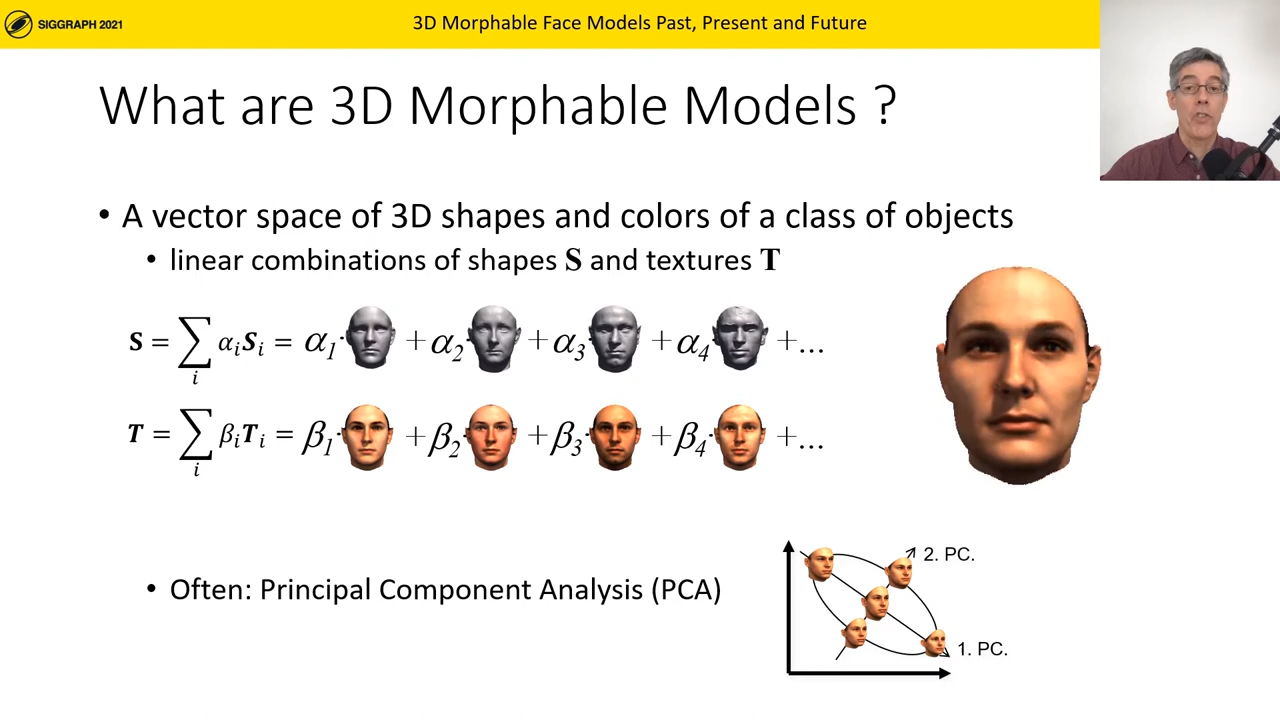 SIGGRAPH 2021
3D Morphable Face Models Past, Present and Future
What are 3D Morphable Models ?
• A vector space of 3D shapes and colors of a class of objects
• linear combinations of shapes S and textures T
S = ∑ᵢ αᵢSᵢ = α₁· + α₂· + α₃· + α₄· +...
T = ∑ᵢ βᵢTᵢ = β₁· + β₂· + β₃· + β₄· +...
• Often: Principal Component Analysis (PCA)
2. PC.
1. PC.